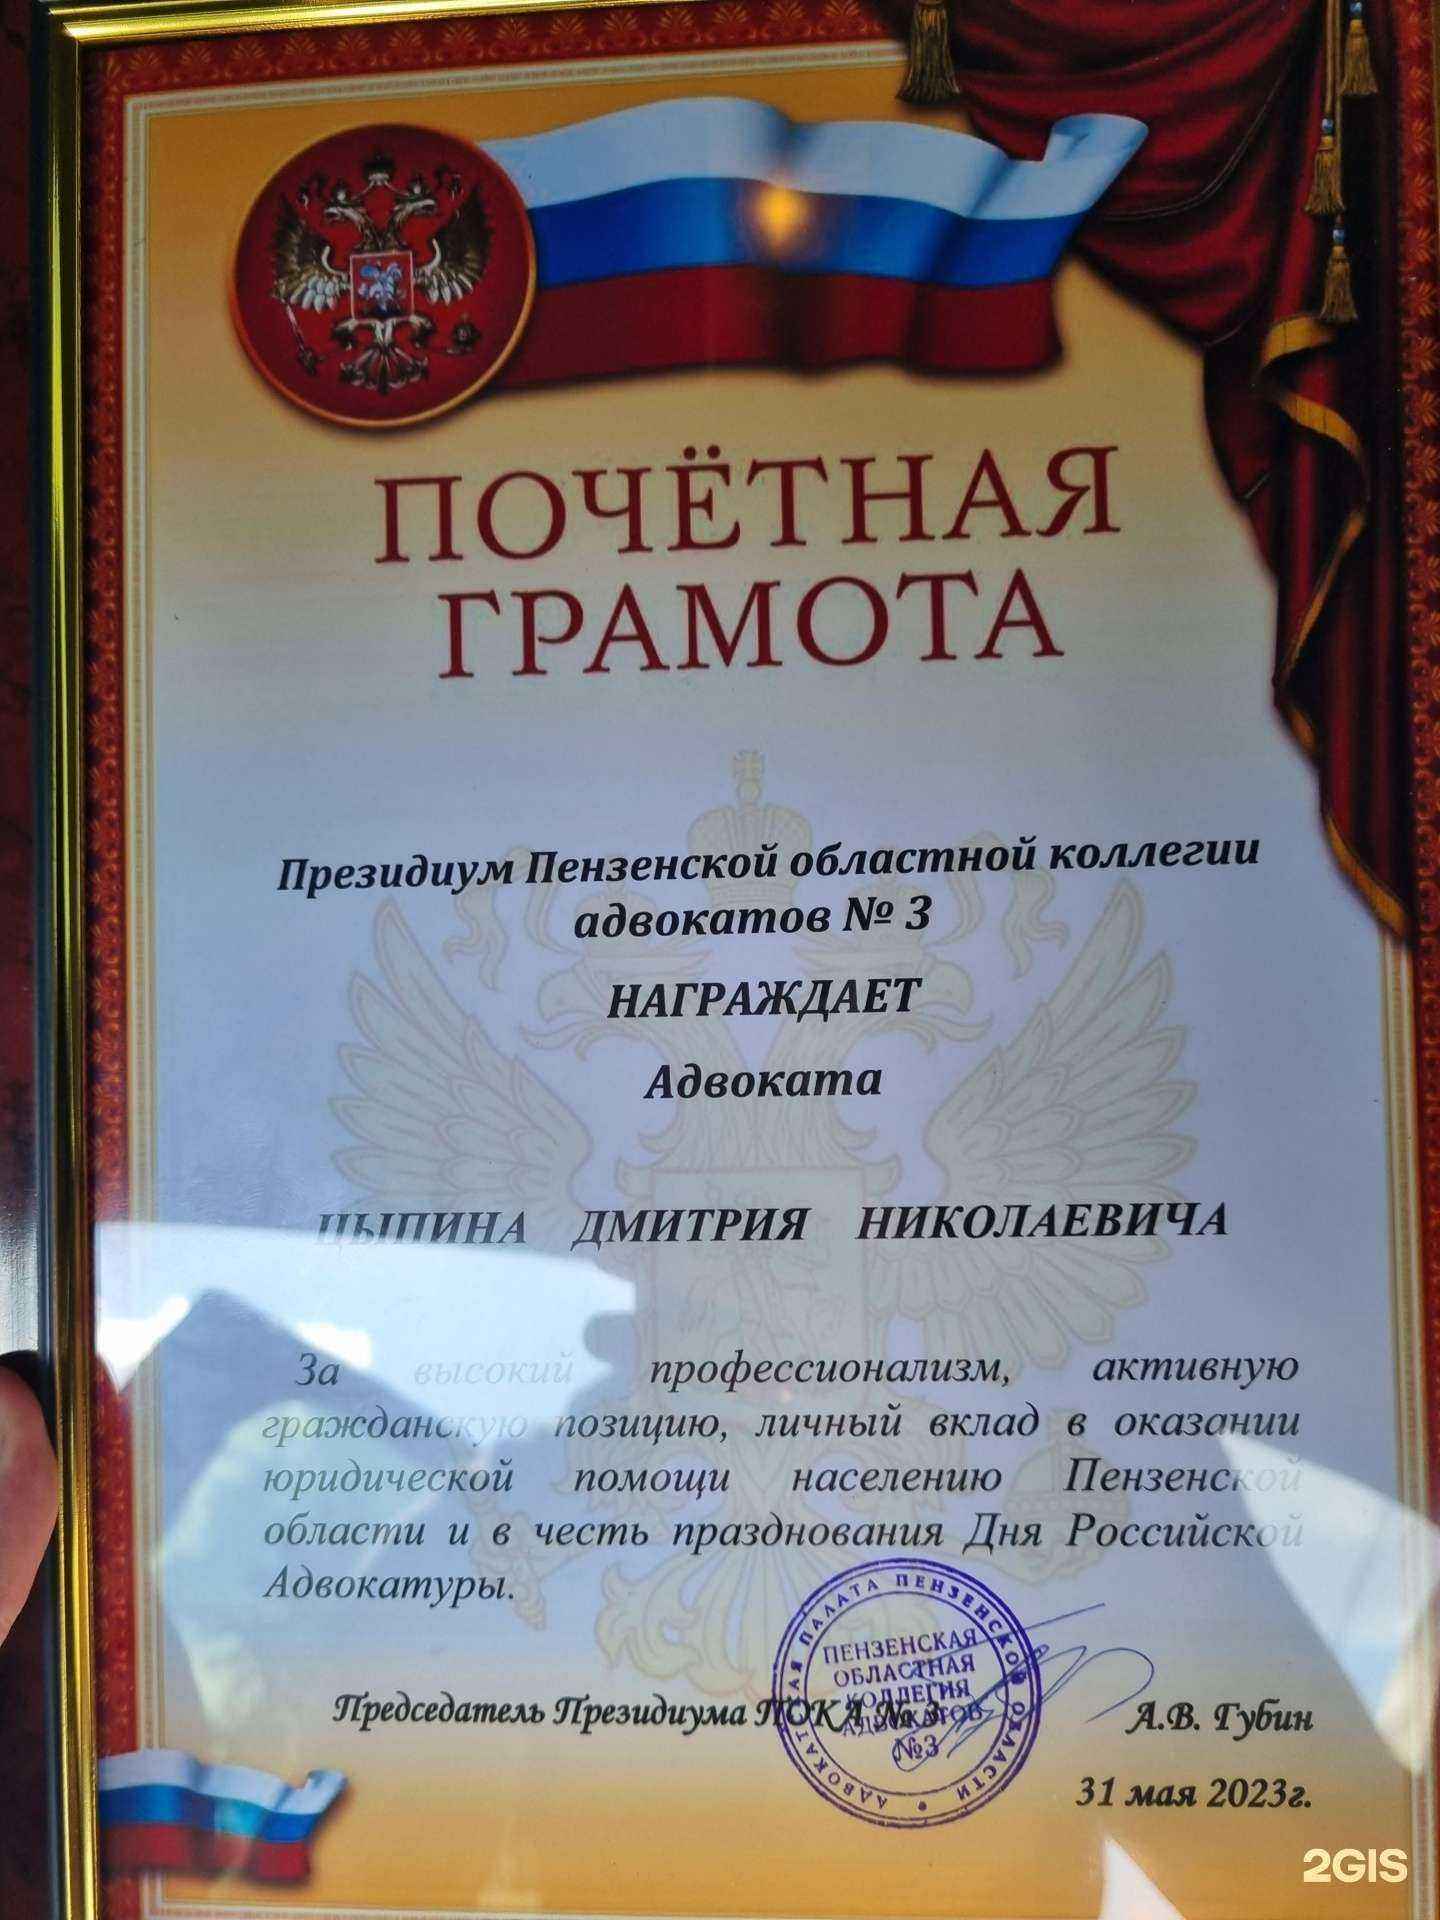 ПОЧЁТНАЯ
ГРАМОТА
Президиум Пензенской областной коллегии
адвокатов № 3
НАГРАЖДАЕТ
Адвоката
ЦЫПИНА ДМИТРИЯ НИКОЛАЕВИЧА
За высокий профессионализм, активную
гражданскую позицию, личный вклад в оказании
юридической помощи населению Пензенской
области и в честь празднования Дня Российской
Адвокатуры.
АДВОКАТСКАЯ ПАЛАТА ПЕНЗЕНСКОЙ ОБЛАСТИ
ПЕНЗЕНСКАЯ
ОБЛАСТНАЯ
КОЛЛЕГИЯ
АДВОКАТОВ
№3
Председатель Президиума ПОКА № 3 А.В. Губин
31 мая 2023г.
2GIS